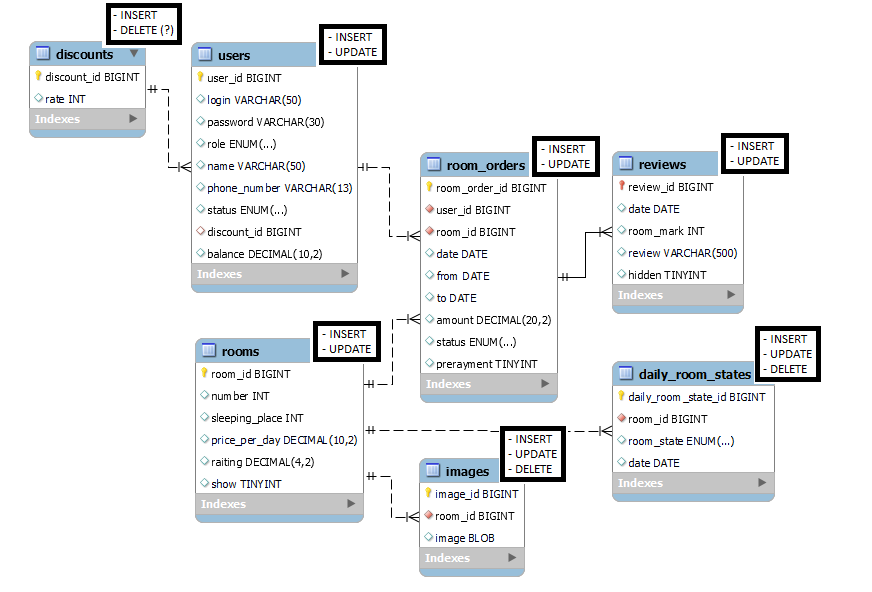 - INSERT
- DELETE (?)
discounts
discount_id BIGINT
rate INT
Indexes
- INSERT
- UPDATE
users
user_id BIGINT
login VARCHAR(50)
password VARCHAR(30)
role ENUM(...)
name VARCHAR(50)
phone_number VARCHAR(13)
status ENUM(...)
discount_id BIGINT
balance DECIMAL(10,2)
Indexes
- INSERT
- UPDATE
room_orders
room_order_id BIGINT
user_id BIGINT
room_id BIGINT
date DATE
from DATE
to DATE
amount DECIMAL(20,2)
status ENUM(...)
prerayment TINYINT
Indexes
- INSERT
- UPDATE
reviews
review_id BIGINT
date DATE
room_mark INT
review VARCHAR(500)
hidden TINYINT
Indexes
- INSERT
- UPDATE
rooms
room_id BIGINT
number INT
sleeping_place INT
price_per_day DECIMAL(10,2)
raiting DECIMAL(4,2)
show TINYINT
Indexes
- INSERT
- UPDATE
- DELETE
daily_room_states
daily_room_state_id BIGINT
room_id BIGINT
room_state ENUM(...)
date DATE
Indexes
- INSERT
- UPDATE
- DELETE
images
image_id BIGINT
room_id BIGINT
image BLOB
Indexes